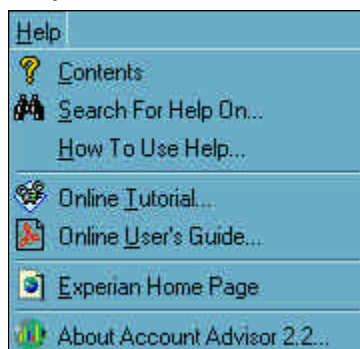 Help
Contents
Search For Help On...
How To Use Help...
Online Tutorial...
Online User's Guide...
Experian Home Page
About Account Advisor 2.2...